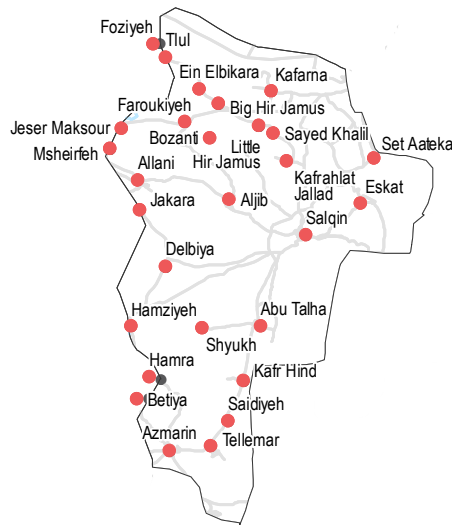 Foziyeh
Tlul
Ein Elbikara
Kafarna
Faroukiyeh
Big Hir Jamus
Jeser Maksour
Bozanti
Little
Hir Jamus
Sayed Khalil
Msheirfeh
Set Aateka
Allani
Kafrahlat
Jallad
Eskat
Jakara
Aljib
Salqin
Delbiya
Hamziyeh
Abu Talha
Shyukh
Hamra
Kafr Hind
Betiya
Saidiyeh
Azmarin
Tellemar